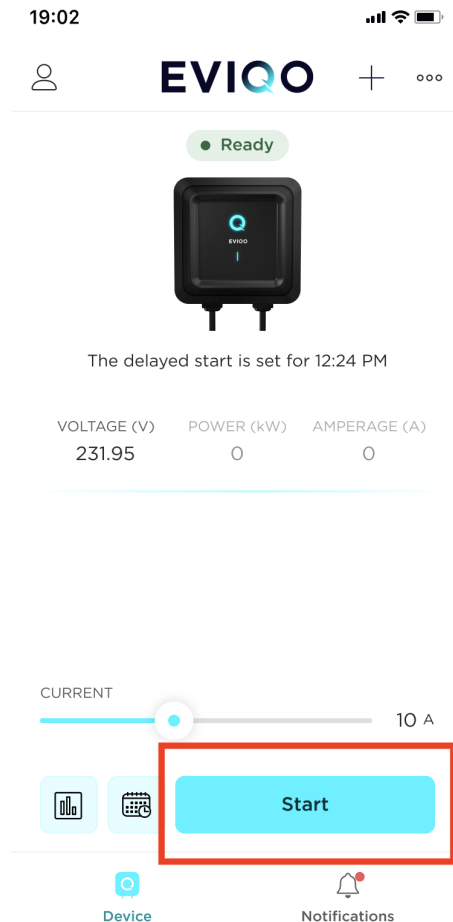 19:02
EVIQO
Ready
EVIQO
The delayed start is set for 12:24 PM
VOLTAGE (V) POWER (kW) AMPERAGE (A)
231.95 0 0
CURRENT
10 A
Start
Device Notifications